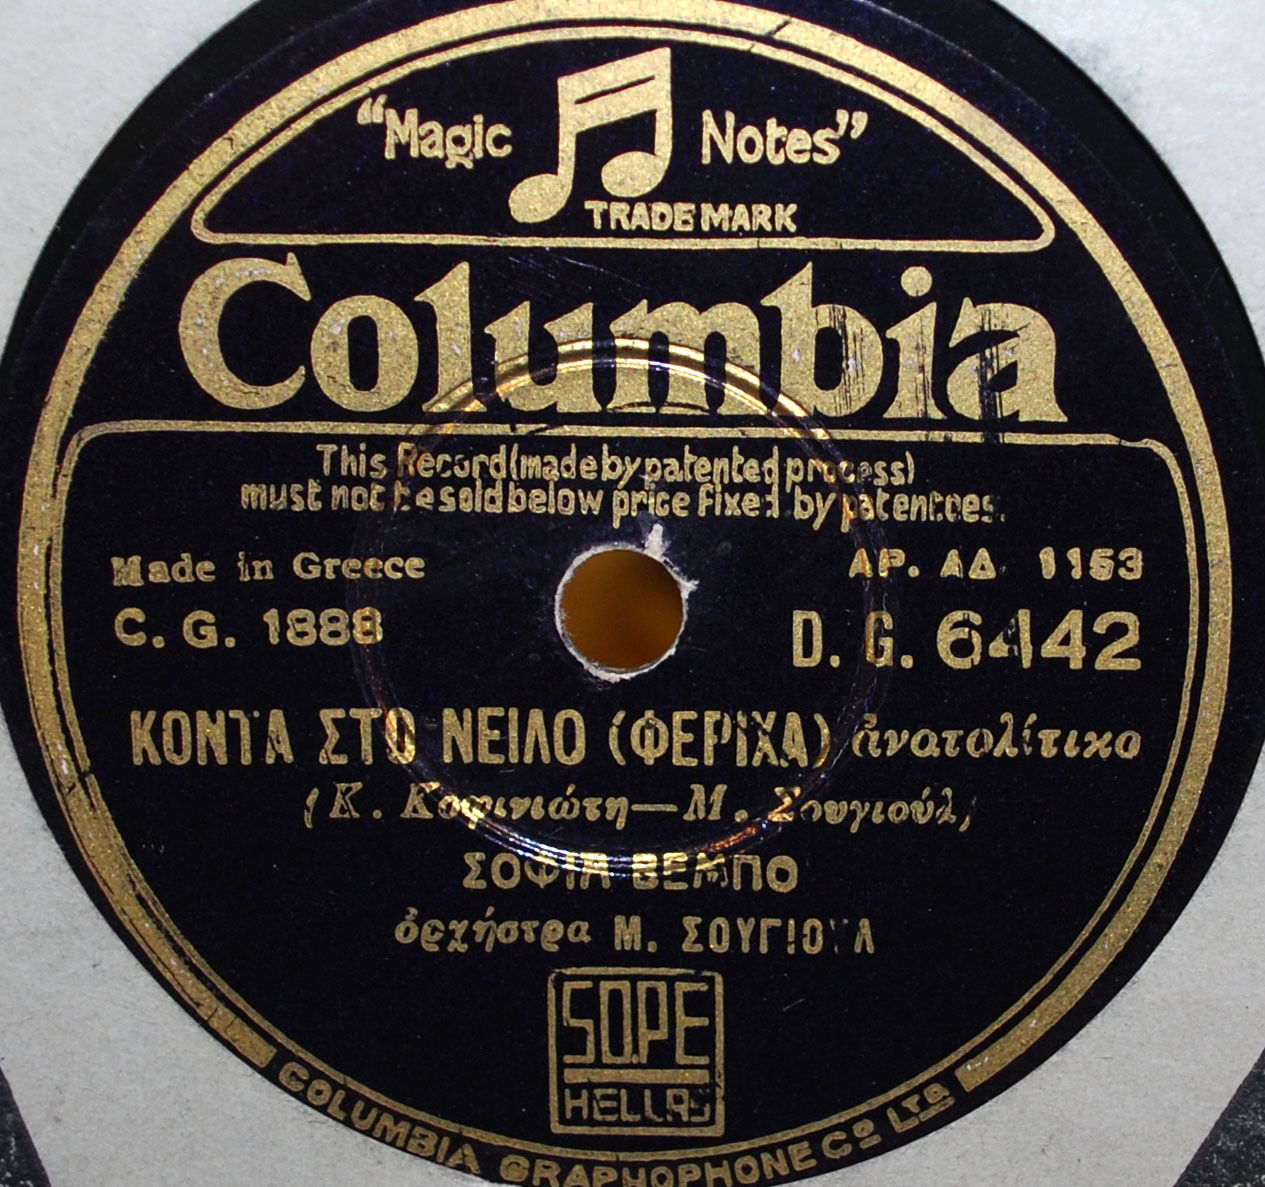 “Magic Notes”
TRADE MARK
Columbia
This Record (made by patented process)
must not be sold below price fixed by patentees.
Made in Greece
ΑΡ. ΑΔ. 1153
C. G. 1888
D. G. 6442
ΚΟΝΤΑ ΣΤΟ ΝΕΙΛΟ (ΦΕΡΙΧΑ) ἀνατολίτικο
(Κ. Κοφινιώτη—Μ. Σουγιούλ)
ΣΟΦΙΑ ΒΕΜΠΟ
ὀρχήστρα Μ. ΣΟΥΓΙΟΥΛ
SO.PE
HELLAS
COLUMBIA GRAPHOPHONE Co LTD